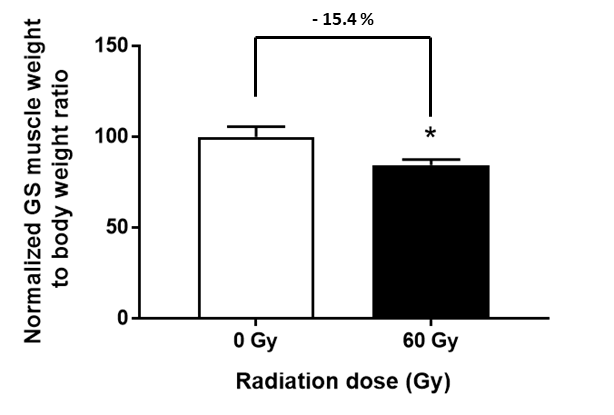 - 15.4 %
Normalized GS muscle weight
to body weight ratio
150
100
50
0
*
0 Gy
60 Gy
Radiation dose (Gy)